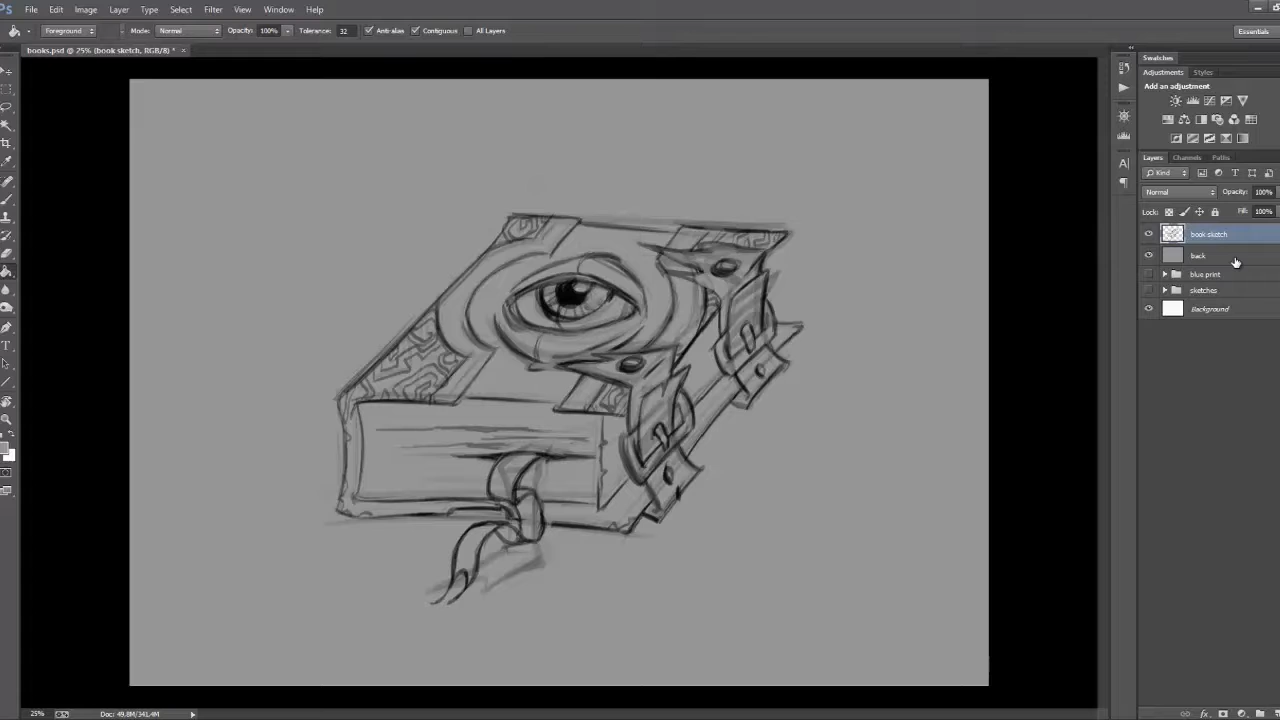 Ps File Edit Image Layer Type Select Filter View Window Help
Foreground Mode: Normal Opacity: 100% Tolerance: 32 Anti-alias Contiguous All Layers Essentials
books.psd @ 25% (book sketch, RGB/8) * ×
Swatches
Adjustments Styles
Add an adjustment
Layers Channels Paths
Kind
Normal Opacity: 100%
Lock: Fill: 100%
book sketch
back
blue print
sketches
Background
25% Doc: 49.8M/341.4M